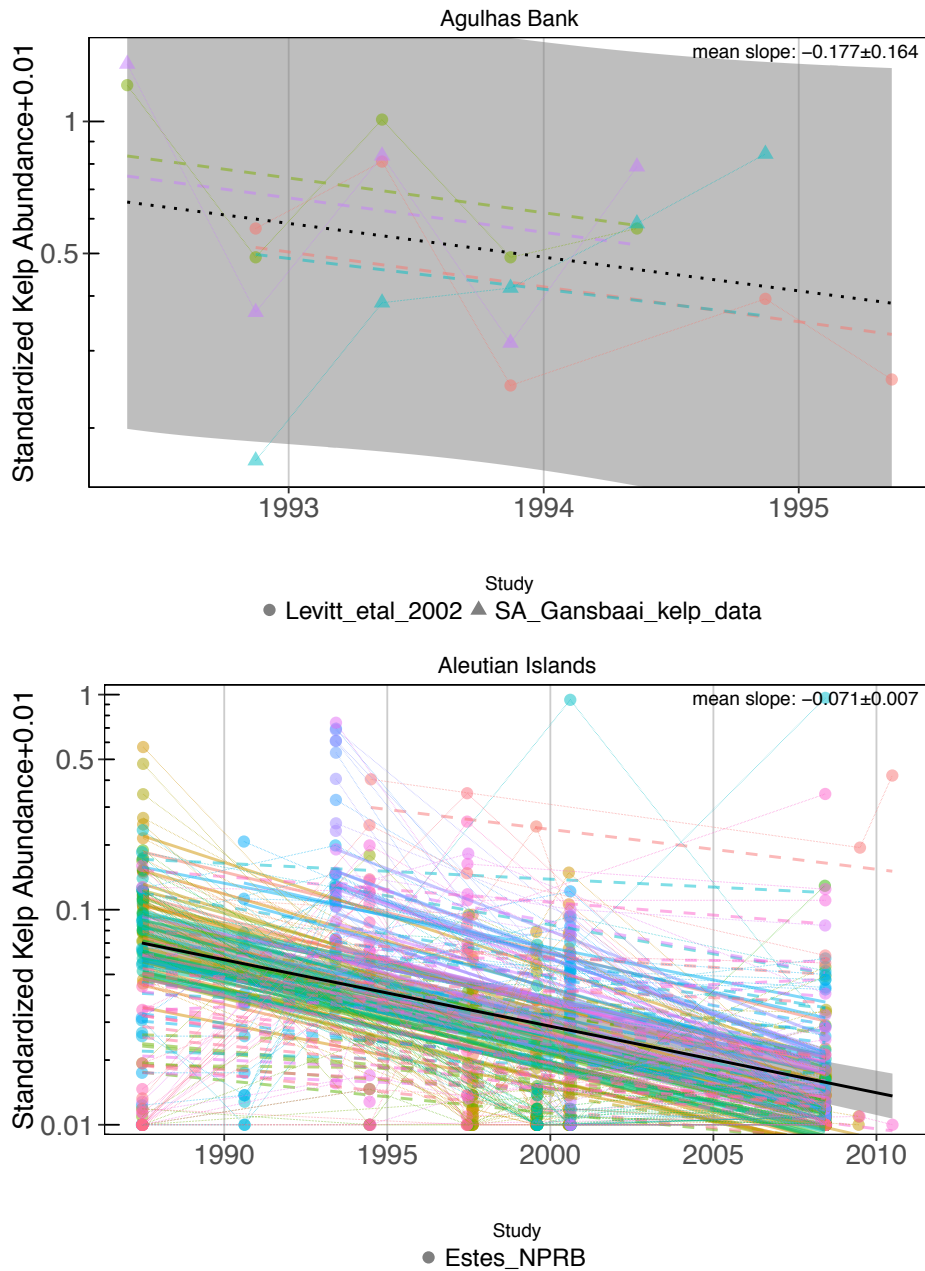 Agulhas Bank
mean slope: −0.177±0.164
Standardized Kelp Abundance+0.01
1
0.5
1993 1994 1995
Study
Levitt_etal_2002 SA_Gansbaai_kelp_data
Aleutian Islands
mean slope: −0.071±0.007
Standardized Kelp Abundance+0.01
1
0.5
0.1
0.01
1990 1995 2000 2005 2010
Study
Estes_NPRB